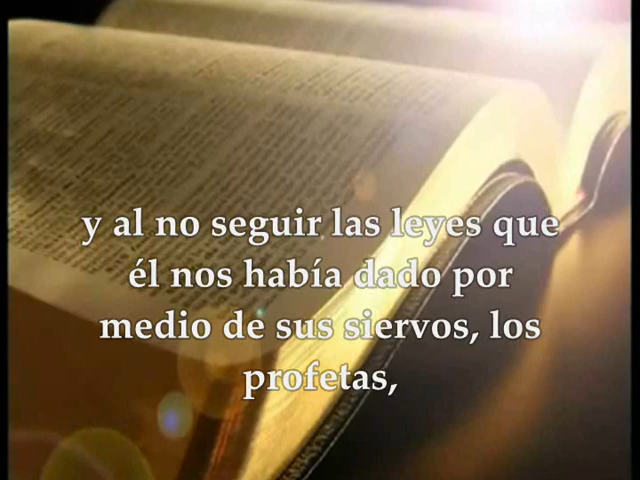 y al no seguir las leyes que
él nos había dado por
medio de sus siervos, los
profetas,